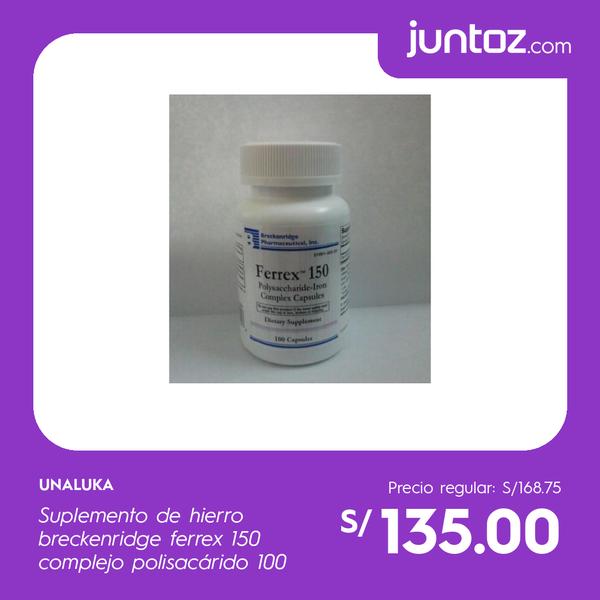 juntoz.com
Breckenridge
Pharmaceutical, Inc.
Ferrex™ 150
Polysaccharide-Iron
Complex Capsules
Dietary Supplement
100 Capsules
UNALUKA
Suplemento de hierro
breckenridge ferrex 150
complejo polisacárido 100
Precio regular: S/168.75
S/ 135.00